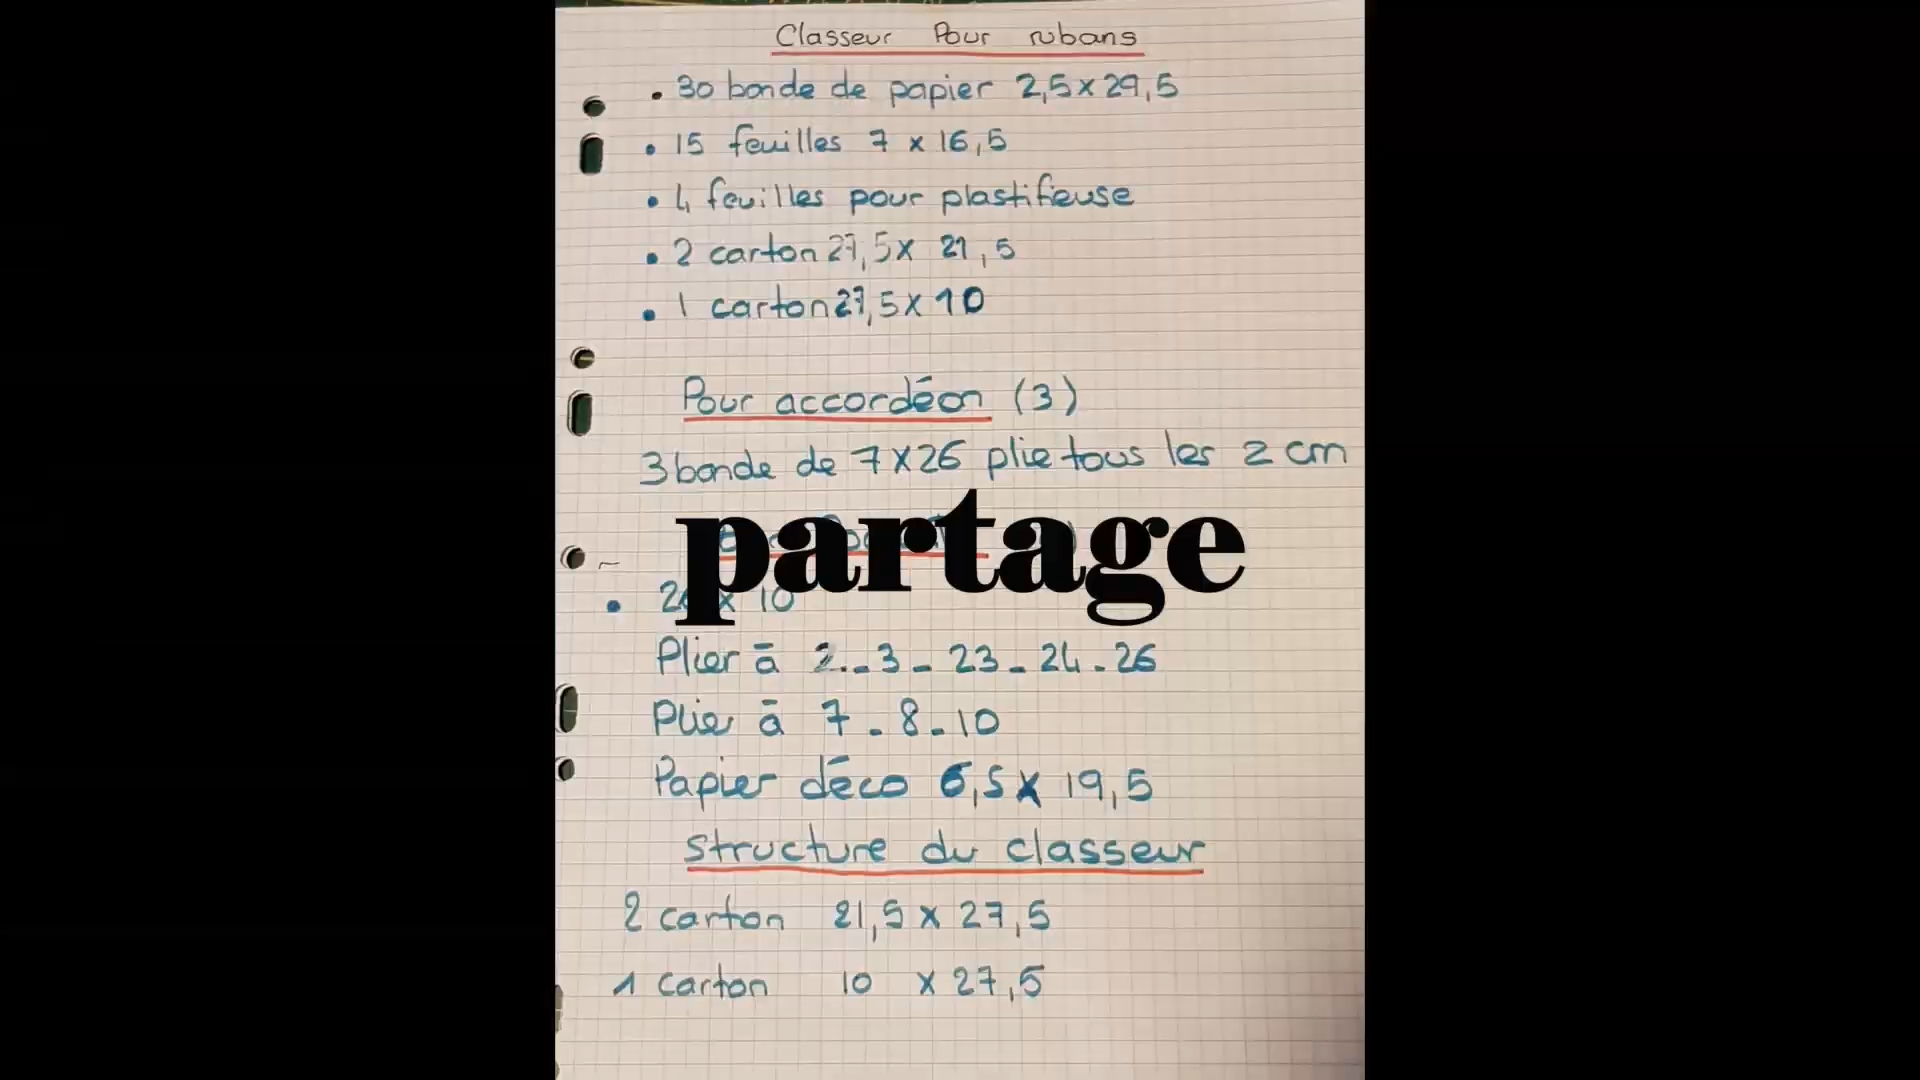 Classeur Pour rubans
• 30 bande de papier 2,5 x 29,5
• 15 feuilles 7 x 16,5
• 4 feuilles pour plastifieuse
• 2 carton 27,5 x 21,5
• 1 carton 27,5 x 10
Pour accordéon (3)
3 bande de 7 x 26 plie tous les 2 cm
partage
• x 10
Plier à 2 - 3 - 23 - 24 - 26
Plier à 7 - 8 - 10
Papier déco 6,5 x 19,5
structure du classeur
2 carton 21,5 x 27,5
1 carton 10 x 27,5